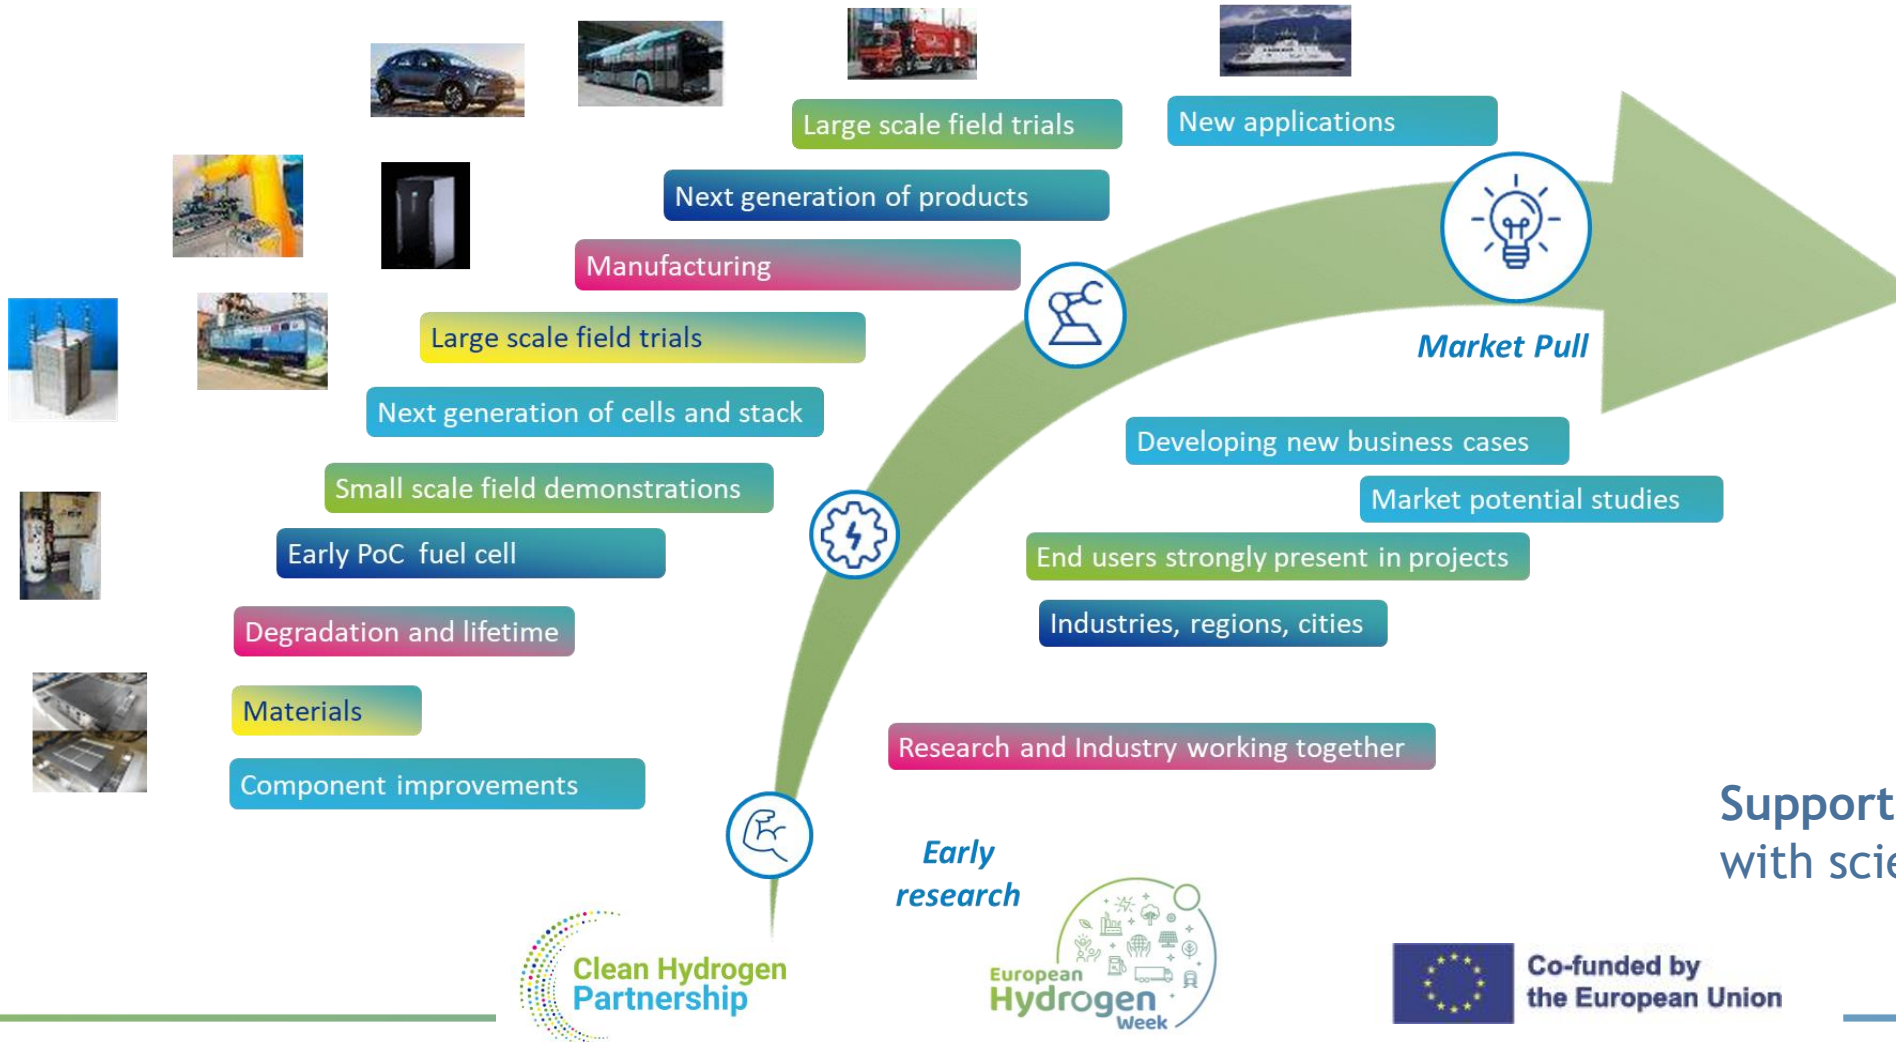 Large scale field trials
New applications
Next generation of products
Manufacturing
Large scale field trials
Market Pull
Next generation of cells and stack
Developing new business cases
Small scale field demonstrations
Market potential studies
Early PoC fuel cell
End users strongly present in projects
Degradation and lifetime
Industries, regions, cities
Materials
Research and Industry working together
Component improvements
Early
research
Support
with scie
Clean Hydrogen
Partnership
European
Hydrogen
Week
Co-funded by
the European Union